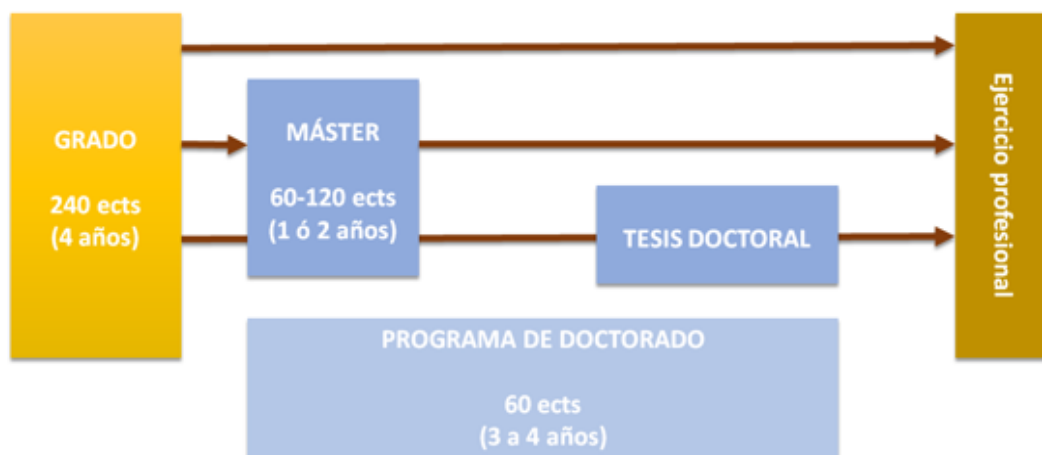 GRADO
240 ects
(4 años)
MÁSTER
60-120 ects
(1 ó 2 años)
TESIS DOCTORAL
PROGRAMA DE DOCTORADO
60 ects
(3 a 4 años)
Ejercicio profesional